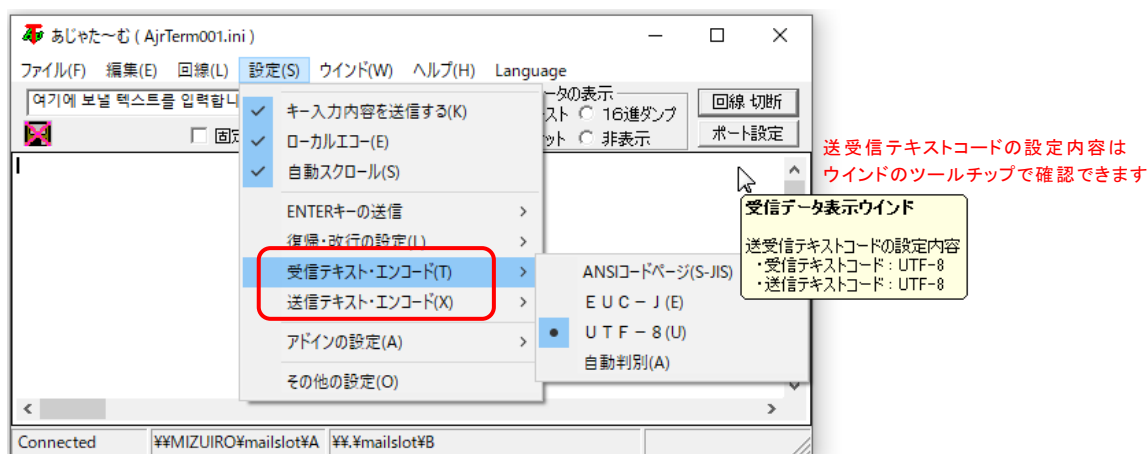 あじゃた～む ( AjrTerm001.ini )
ファイル(F) 編集(E) 回線(L) 設定(S) ウインド(W) ヘルプ(H) Language
여기에 보낼 텍스트를 입력합니
キー入力内容を送信する(K)
ローカルエコー(E)
自動スクロール(S)
ENTERキーの送信
復帰・改行の設定(L)
受信テキスト・エンコード(T)
送信テキスト・エンコード(X)
アドインの設定(A)
その他の設定(O)
の表示
16進ダンプ
非表示
回線 切断
ポート設定
ANSIコードページ(S-JIS)
ＥＵＣ－Ｊ(E)
ＵＴＦ－８(U)
自動判別(A)
送受信テキストコードの設定内容は
ウインドのツールチップで確認できます
受信データ表示ウインド
送受信テキストコードの設定内容
・受信テキストコード : UTF-8
・送信テキストコード : UTF-8
Connected ¥¥MIZUIRO¥mailslot¥A ¥¥.¥mailslot¥B